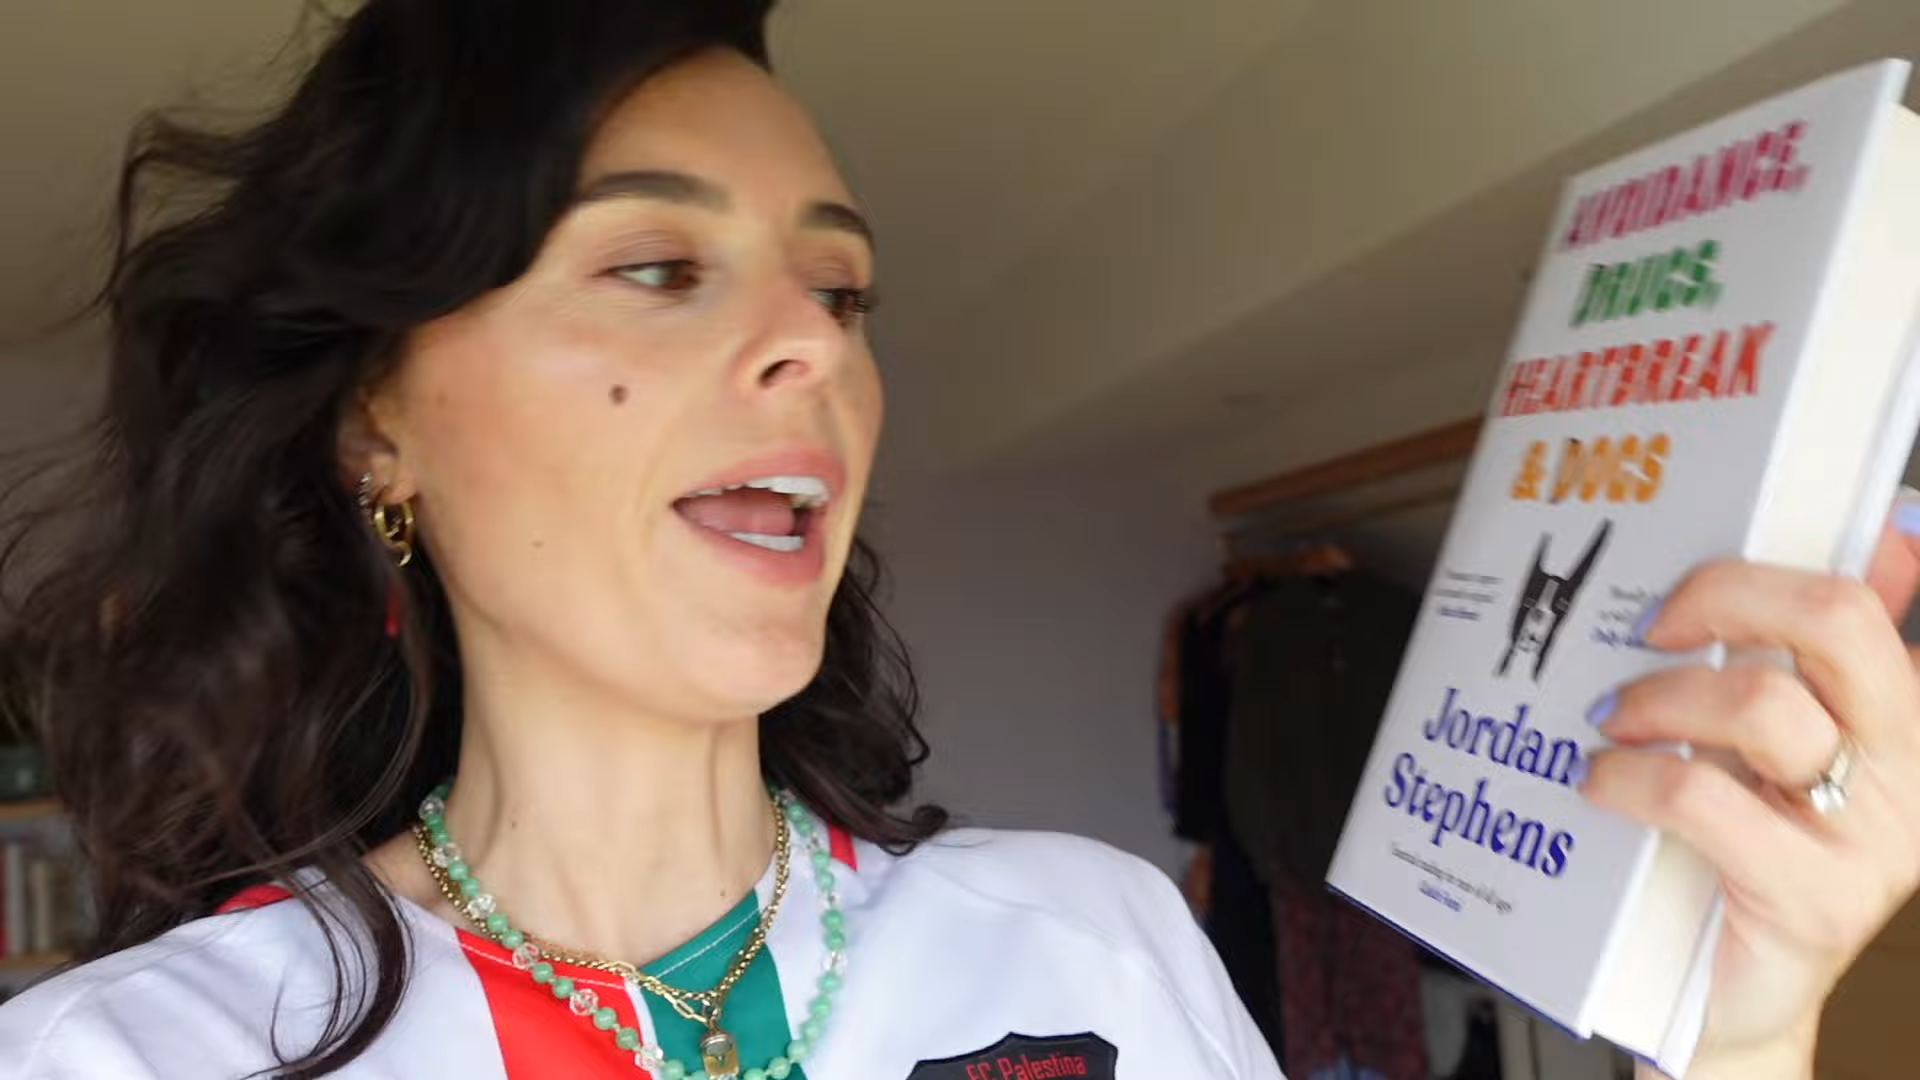 AVOIDANCE,
DRUGS,
HEARTBREAK
& DOGS
Jordan
Stephens
FC Palestina